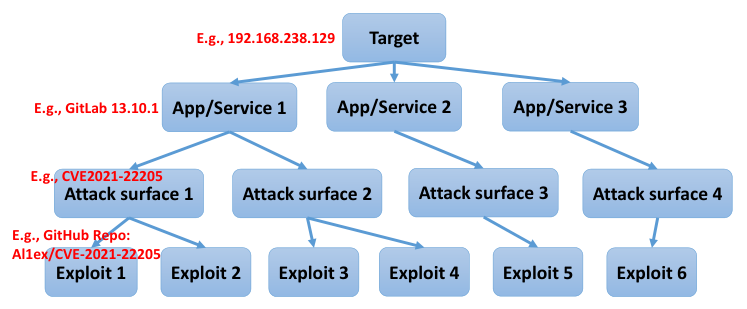 E.g., 192.168.238.129
Target
E.g., GitLab 13.10.1
App/Service 1
App/Service 2
App/Service 3
E.g., CVE2021-22205
Attack surface 1
Attack surface 2
Attack surface 3
Attack surface 4
E.g., GitHub Repo:
Al1ex/CVE-2021-22205
Exploit 1
Exploit 2
Exploit 3
Exploit 4
Exploit 5
Exploit 6